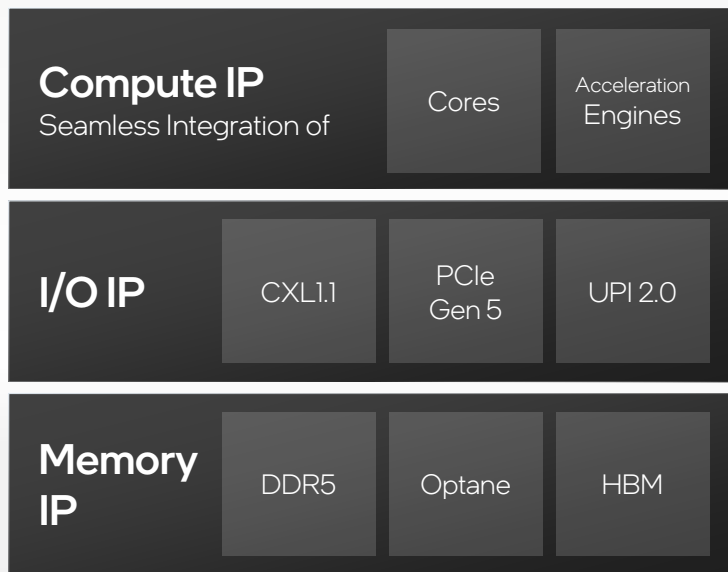 Compute IP
Seamless Integration of
Cores
Acceleration
Engines
I/O IP
CXL1.1
PCIe
Gen 5
UPI 2.0
Memory
IP
DDR5
Optane
HBM